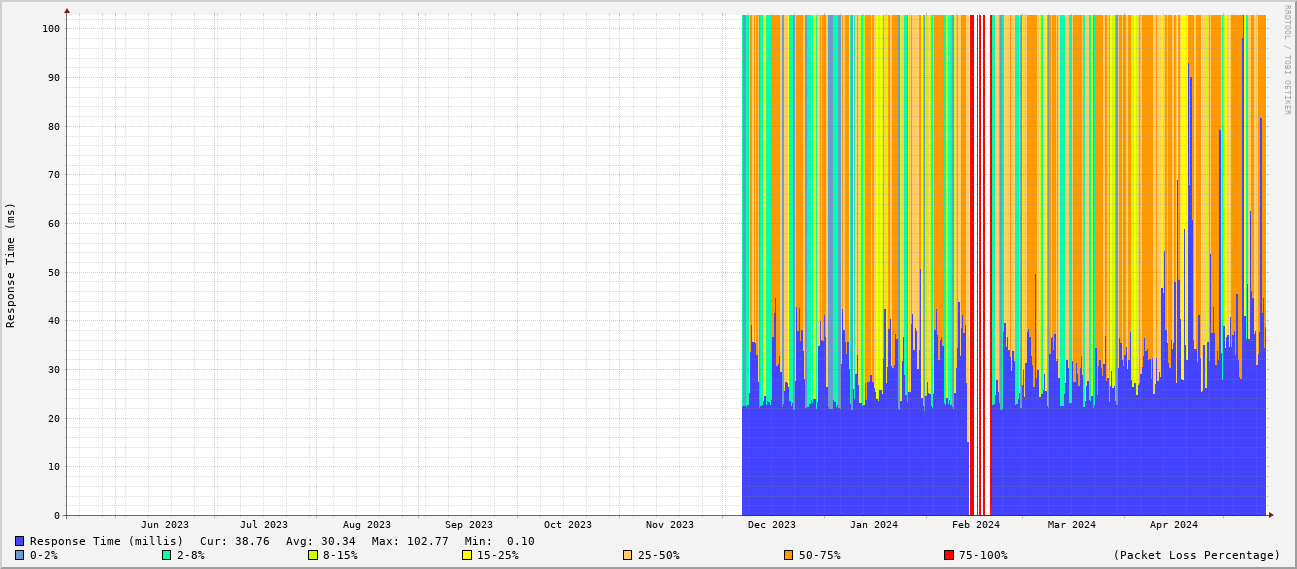 RRDTOOL / TOBI OETIKER
Response Time (ms)
100
90
80
70
60
50
40
30
20
10
0
Jun 2023 Jul 2023 Aug 2023 Sep 2023 Oct 2023 Nov 2023 Dec 2023 Jan 2024 Feb 2024 Mar 2024 Apr 2024
Response Time (millis) Cur: 38.76 Avg: 30.34 Max: 102.77 Min: 0.10
0-2% 2-8% 8-15% 15-25% 25-50% 50-75% 75-100% (Packet Loss Percentage)